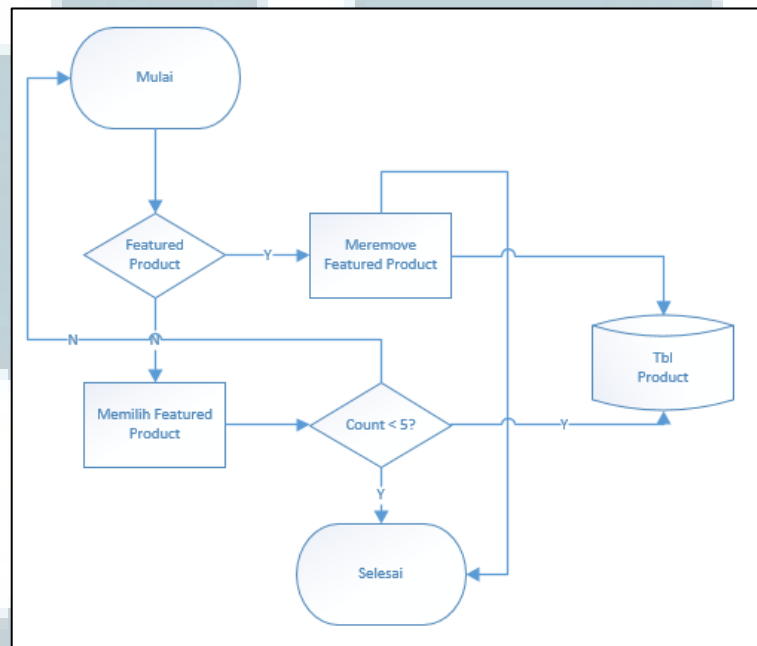 Mulai
Featured
Product
Y
Meremove
Featured Product
N
N
Tbl
Product
Memilih Featured
Product
Count < 5?
Y
Y
Selesai